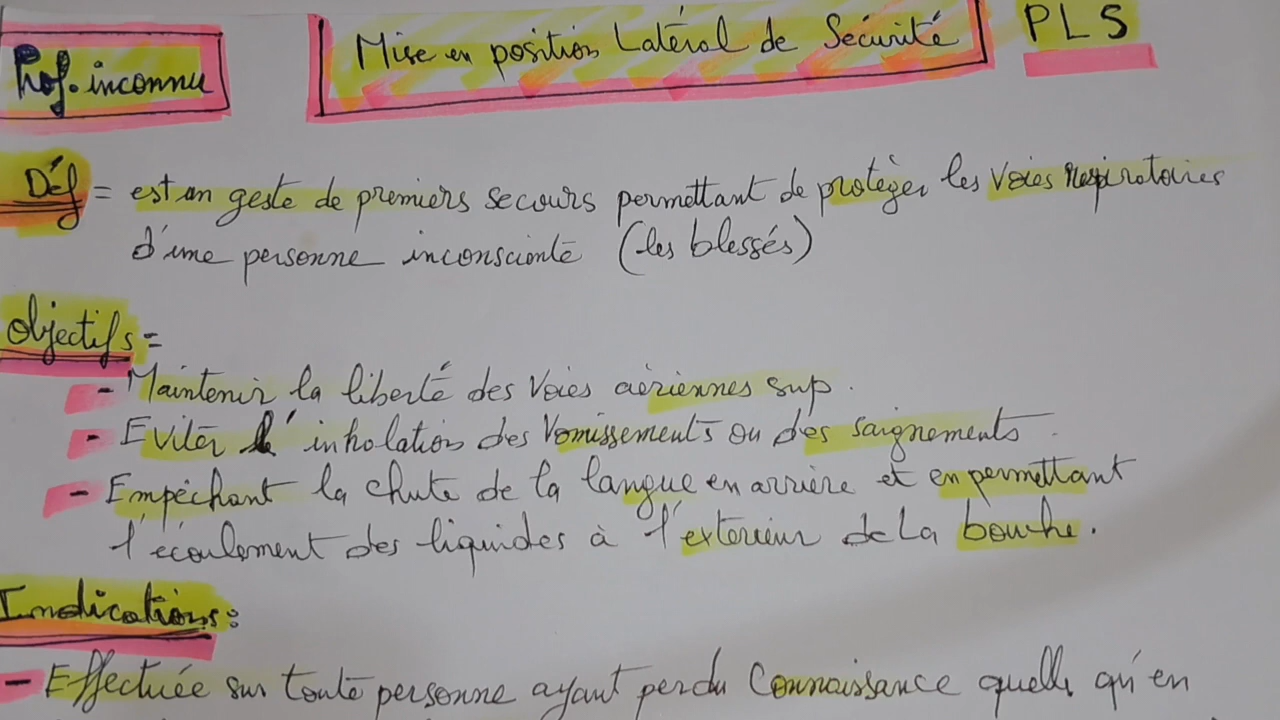 Prof. inconnu
Mise en position Latéral de Sécurité
PLS
Déf = est un geste de premiers secours permettant de protéger les voies respiratoires
d'une personne inconsciente (les blessés)
Objectifs =
- Maintenir la liberté des voies aériennes sup.
- Eviter l'inhalation des vomissements ou des saignements.
- Empéchant la chute de la langue en arrière et en permettant
l'écoulement des liquides à l'exterieur de la bouche.
Indications:
- Effectuée sur toute personne ayant perdu connaissance quelle qu'en